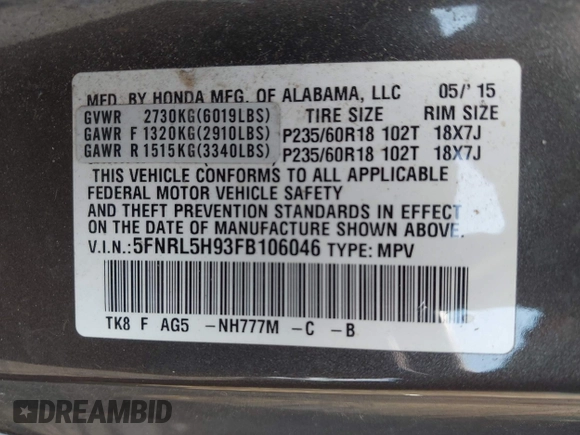 MFD. BY HONDA MFG. OF ALABAMA, LLC 05/'15
GVWR 2730KG(6019LBS) TIRE SIZE RIM SIZE
GAWR F 1320KG(2910LBS) P235/60R18 102T 18X7J
GAWR R 1515KG(3340LBS) P235/60R18 102T 18X7J
THIS VEHICLE CONFORMS TO ALL APPLICABLE
FEDERAL MOTOR VEHICLE SAFETY
AND THEFT PREVENTION STANDARDS IN EFFECT
ON THE DATE OF MANUFACTURE SHOWN ABOVE.
V.I.N.:5FNRL5H93FB106046 TYPE: MPV
TK8 F AG5 -NH777M -C -B
DREAMBID